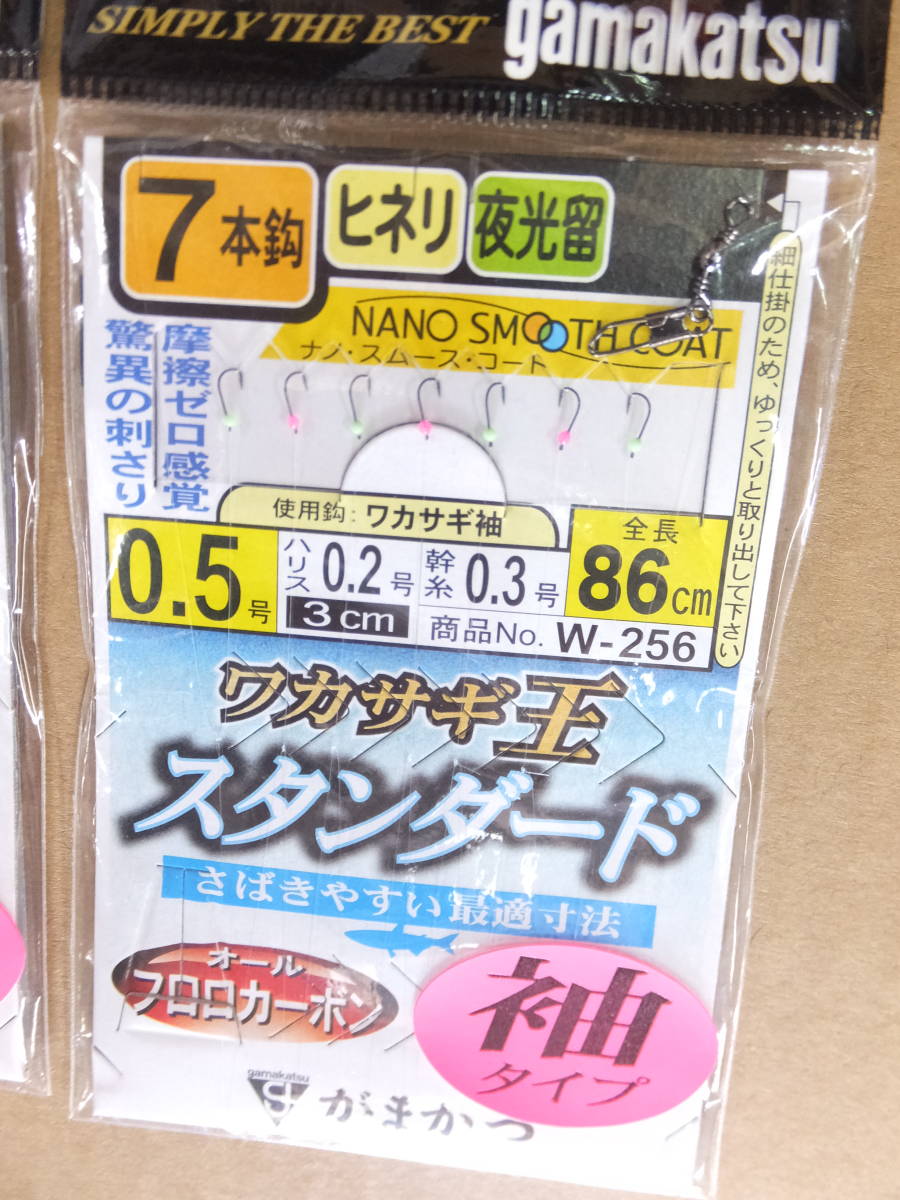 SIMPLY THE BEST gamakatsu
7本鈎 ヒネリ 夜光留
NANO SMOOTH COAT
ナノ・スムース・コート
摩擦ゼロ感覚
驚異の刺さり
細仕掛のため、ゆっくりと取り出して下さい
使用鈎:ワカサギ袖
0.5号
ハリス 0.2号
3cm
幹糸 0.3号
全長
86cm
商品No. W-256
ワカサギ王
スタンダード
さばきやすい最適寸法
オール
フロロカーボン
袖
タイプ
gamakatsu
がまかつ